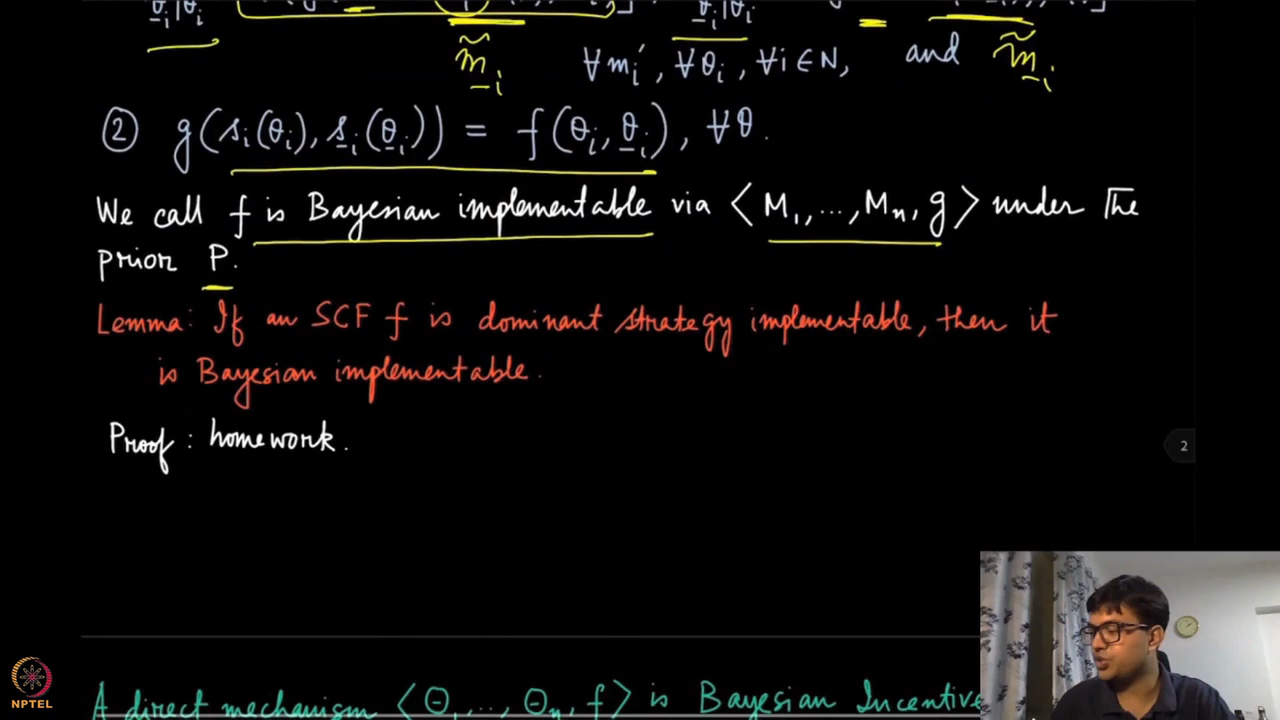 ∀m_i', ∀θ_i, ∀i∈N, and m̃_{-i}
m̃_{-i}
② g(s_i(θ_i), s_{-i}(θ_{-i})) = f(θ_i, θ_{-i}), ∀θ.
We call f is Bayesian implementable via ⟨M_1,...,M_n, g⟩ under the
prior P.
Lemma: If an SCF f is dominant strategy implementable, then it
is Bayesian implementable.
Proof: homework.
2
A direct mechanism ⟨Θ_1,..., Θ_n, f⟩ is Bayesian Incentive
NPTEL